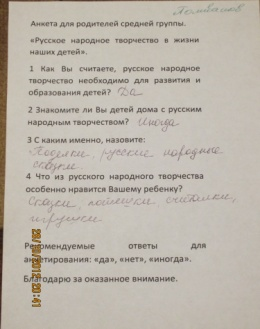 Анкета для родителей средней группы.
«Русское народное творчество в жизни
наших детей».
1 Как Вы считаете, русское народное
творчество необходимо для развития и
образования детей? Да
2 Знакомите ли Вы детей дома с русским
народным творчеством? Иногда
3 С каким именно, назовите:
русские народные
сказки.
4 Что из русского народного творчества
особенно нравится Вашему ребенку?
Сказки, потешки считалки,
игрушки
Рекомендуемые ответы для
анкетирования: «да», «нет», «иногда».
Благодарю за оказанное внимание.